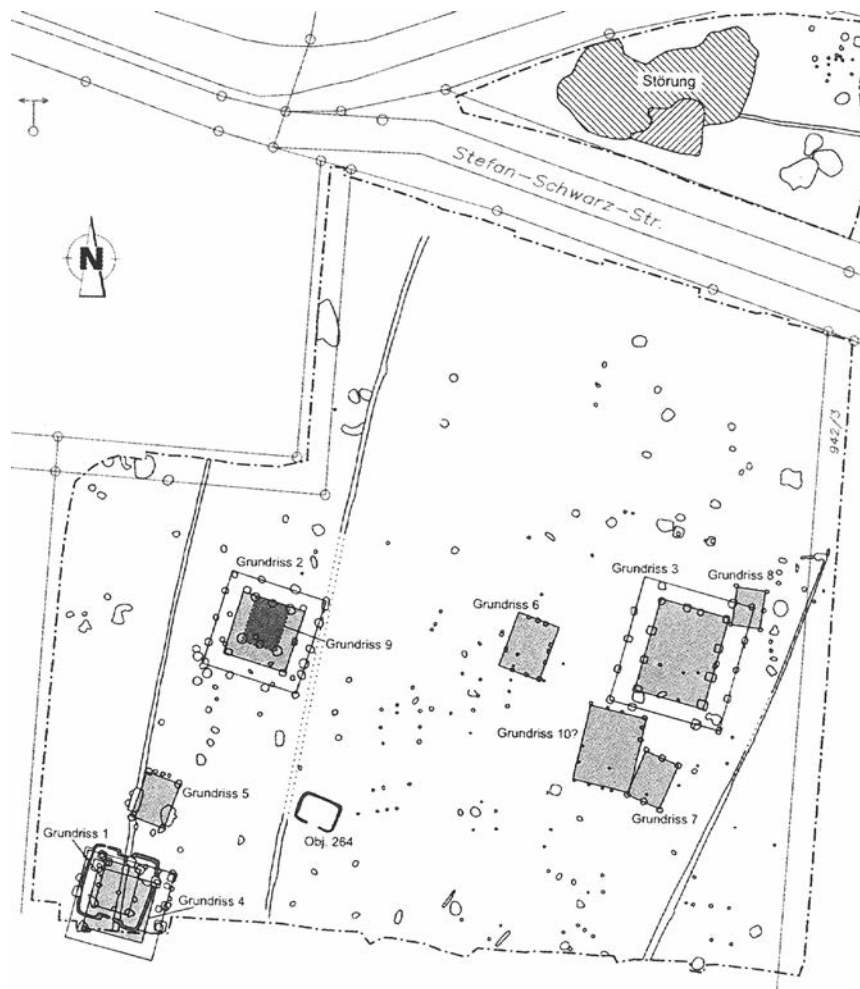 Störung
Stefan-Schwarz-Str.
N
942/3
Grundriss 2
Grundriss 3
Grundriss 8
Grundriss 6
Grundriss 9
Grundriss 10?
Grundriss 5
Grundriss 7
Grundriss 1
Obj. 264
Grundriss 4